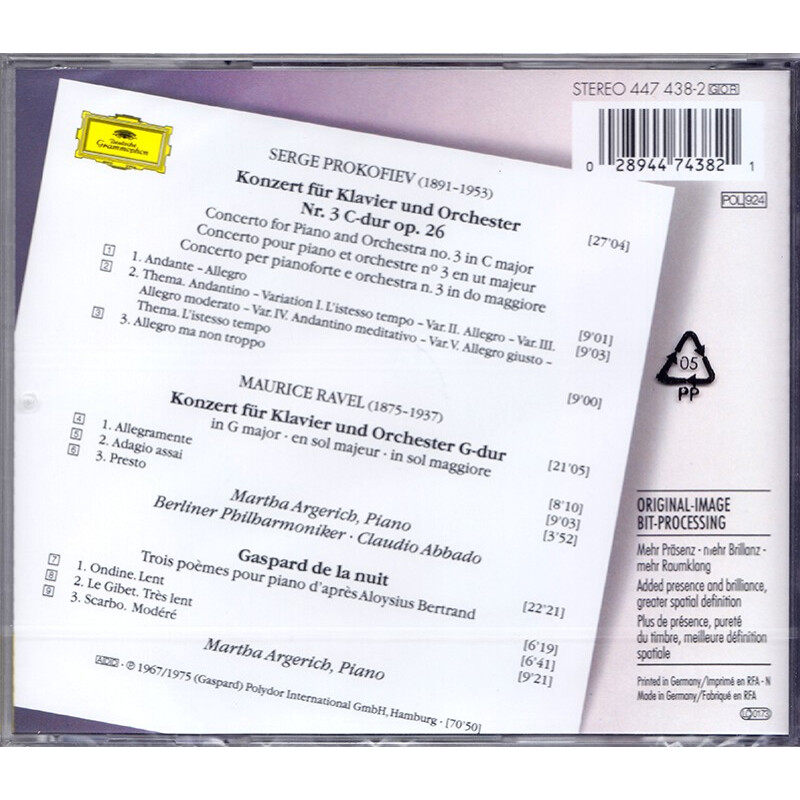 STEREO 447 438-2 GOR
0 28944 74382 1
POL 924
Deutsche
Grammophon
SERGE PROKOFIEV (1891-1953)
Konzert für Klavier und Orchester
Nr. 3 C-dur op. 26 [27'04]
Concerto for Piano and Orchestra no. 3 in C major
Concerto pour piano et orchestre nº 3 en ut majeur
Concerto per pianoforte e orchestra n. 3 in do maggiore
1 1. Andante – Allegro [9'01]
2 2. Thema. Andantino – Variation I. L'istesso tempo – Var. II. Allegro – Var. III. [9'03]
Allegro moderato – Var. IV. Andantino meditativo – Var. V. Allegro giusto –
Thema. L'istesso tempo
3 3. Allegro ma non troppo [9'00]
MAURICE RAVEL (1875-1937)
Konzert für Klavier und Orchester G-dur [21'05]
in G major · en sol majeur · in sol maggiore
4 1. Allegramente [8'10]
5 2. Adagio assai [9'03]
6 3. Presto [3'52]
Martha Argerich, Piano
Berliner Philharmoniker · Claudio Abbado
Gaspard de la nuit [22'21]
Trois poèmes pour piano d'après Aloysius Bertrand
7 1. Ondine. Lent [6'19]
8 2. Le Gibet. Très lent [6'41]
9 3. Scarbo. Modéré [9'21]
Martha Argerich, Piano
ADD · ℗ 1967/1975 (Gaspard) Polydor International GmbH, Hamburg · [70'50]
05
PP
ORIGINAL-IMAGE
BIT-PROCESSING
Mehr Präsenz · mehr Brillanz -
mehr Raumklang
Added presence and brilliance,
greater spatial definition
Plus de présence, pureté
du timbre, meilleure définition
spatiale
Printed in Germany/Imprimé en RFA - N
Made in Germany/Fabriqué en RFA
LC 0173